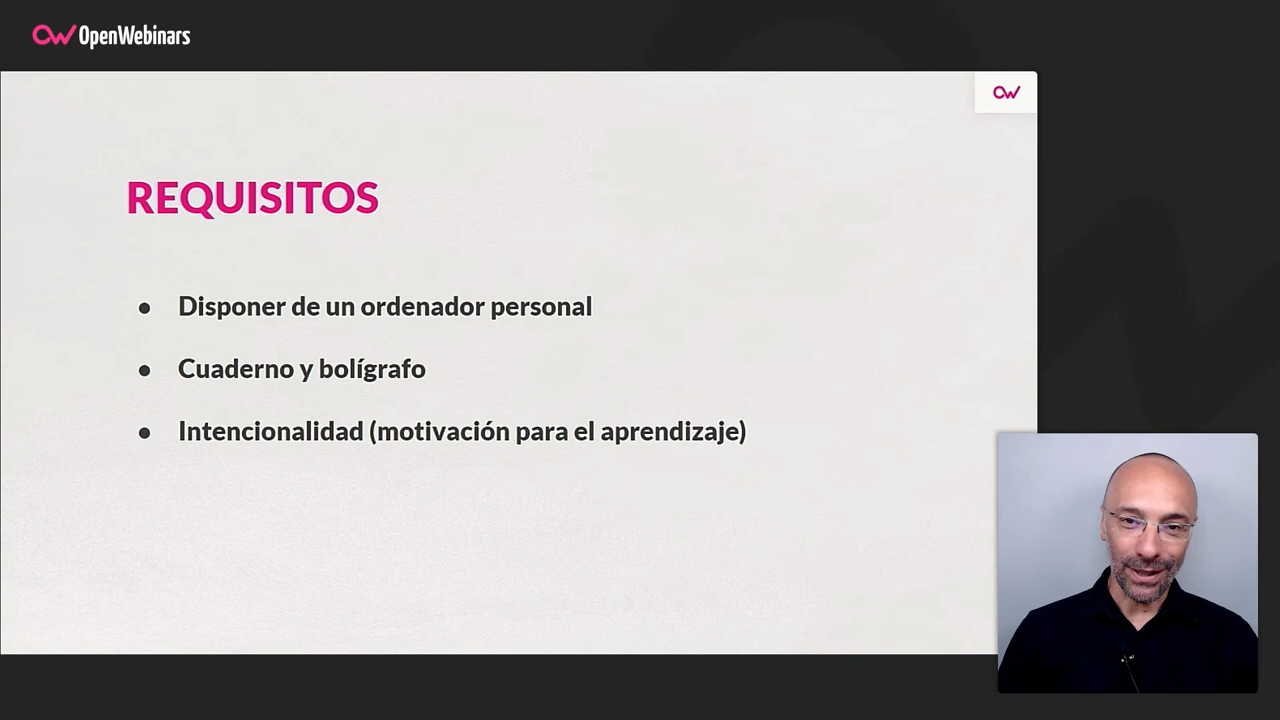 OpenWebinars
REQUISITOS
● Disponer de un ordenador personal
● Cuaderno y bolígrafo
● Intencionalidad (motivación para el aprendizaje)